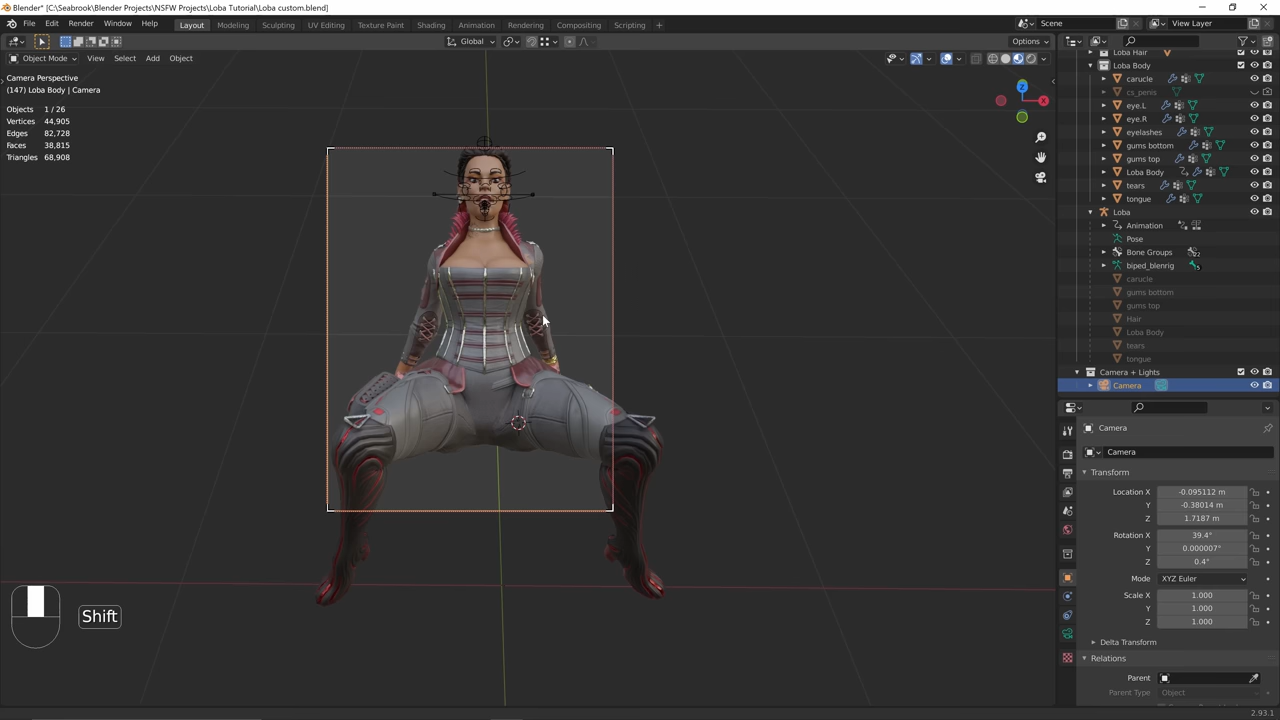 Blender* [C:\Seabrook\Blender Projects\NSFW Projects\Loba Tutorial\Loba custom.blend]
File Edit Render Window Help Layout Modeling Sculpting UV Editing Texture Paint Shading Animation Rendering Compositing Scripting + Scene View Layer
Global Options
Object Mode View Select Add Object
Camera Perspective
(147) Loba Body | Camera
Objects 1 / 26
Vertices 44,905
Edges 82,728
Faces 38,815
Triangles 68,908
Z
X
Shift
Loba Hair
Loba Body
carucle
cs_penis
eye.L
eye.R
eyelashes
gums bottom
gums top
Loba Body
tears
tongue
Loba
Animation
Pose
Bone Groups
biped_blenrig
carucle
gums bottom
gums top
Hair
Loba Body
tears
tongue
Camera + Lights
Camera
Camera
Camera
Transform
Location X -0.095112 m
Y -0.38014 m
Z 1.7187 m
Rotation X 39.4°
Y 0.000007°
Z 0.4°
Mode XYZ Euler
Scale X 1.000
Y 1.000
Z 1.000
Delta Transform
Relations
Parent
Parent Type Object
2.93.1